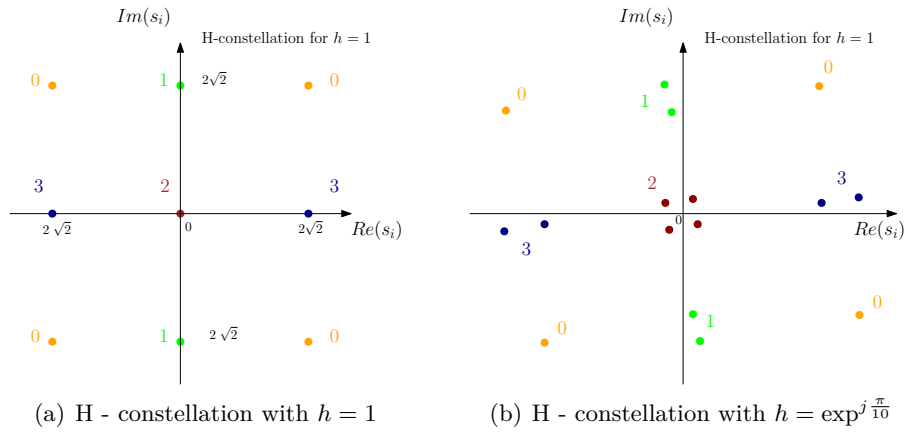 Im(s_i)
H-constellation for h = 1
0 1 2√2 0
3 2 3
2 √2 0 2√2 Re(s_i)
0 1 2 √2 0
(a) H - constellation with h = 1
Im(s_i)
H-constellation for h = 1
0
0
1
2
3
0
Re(s_i)
3
0
1
(b) H - constellation with h = exp^{j π/10}